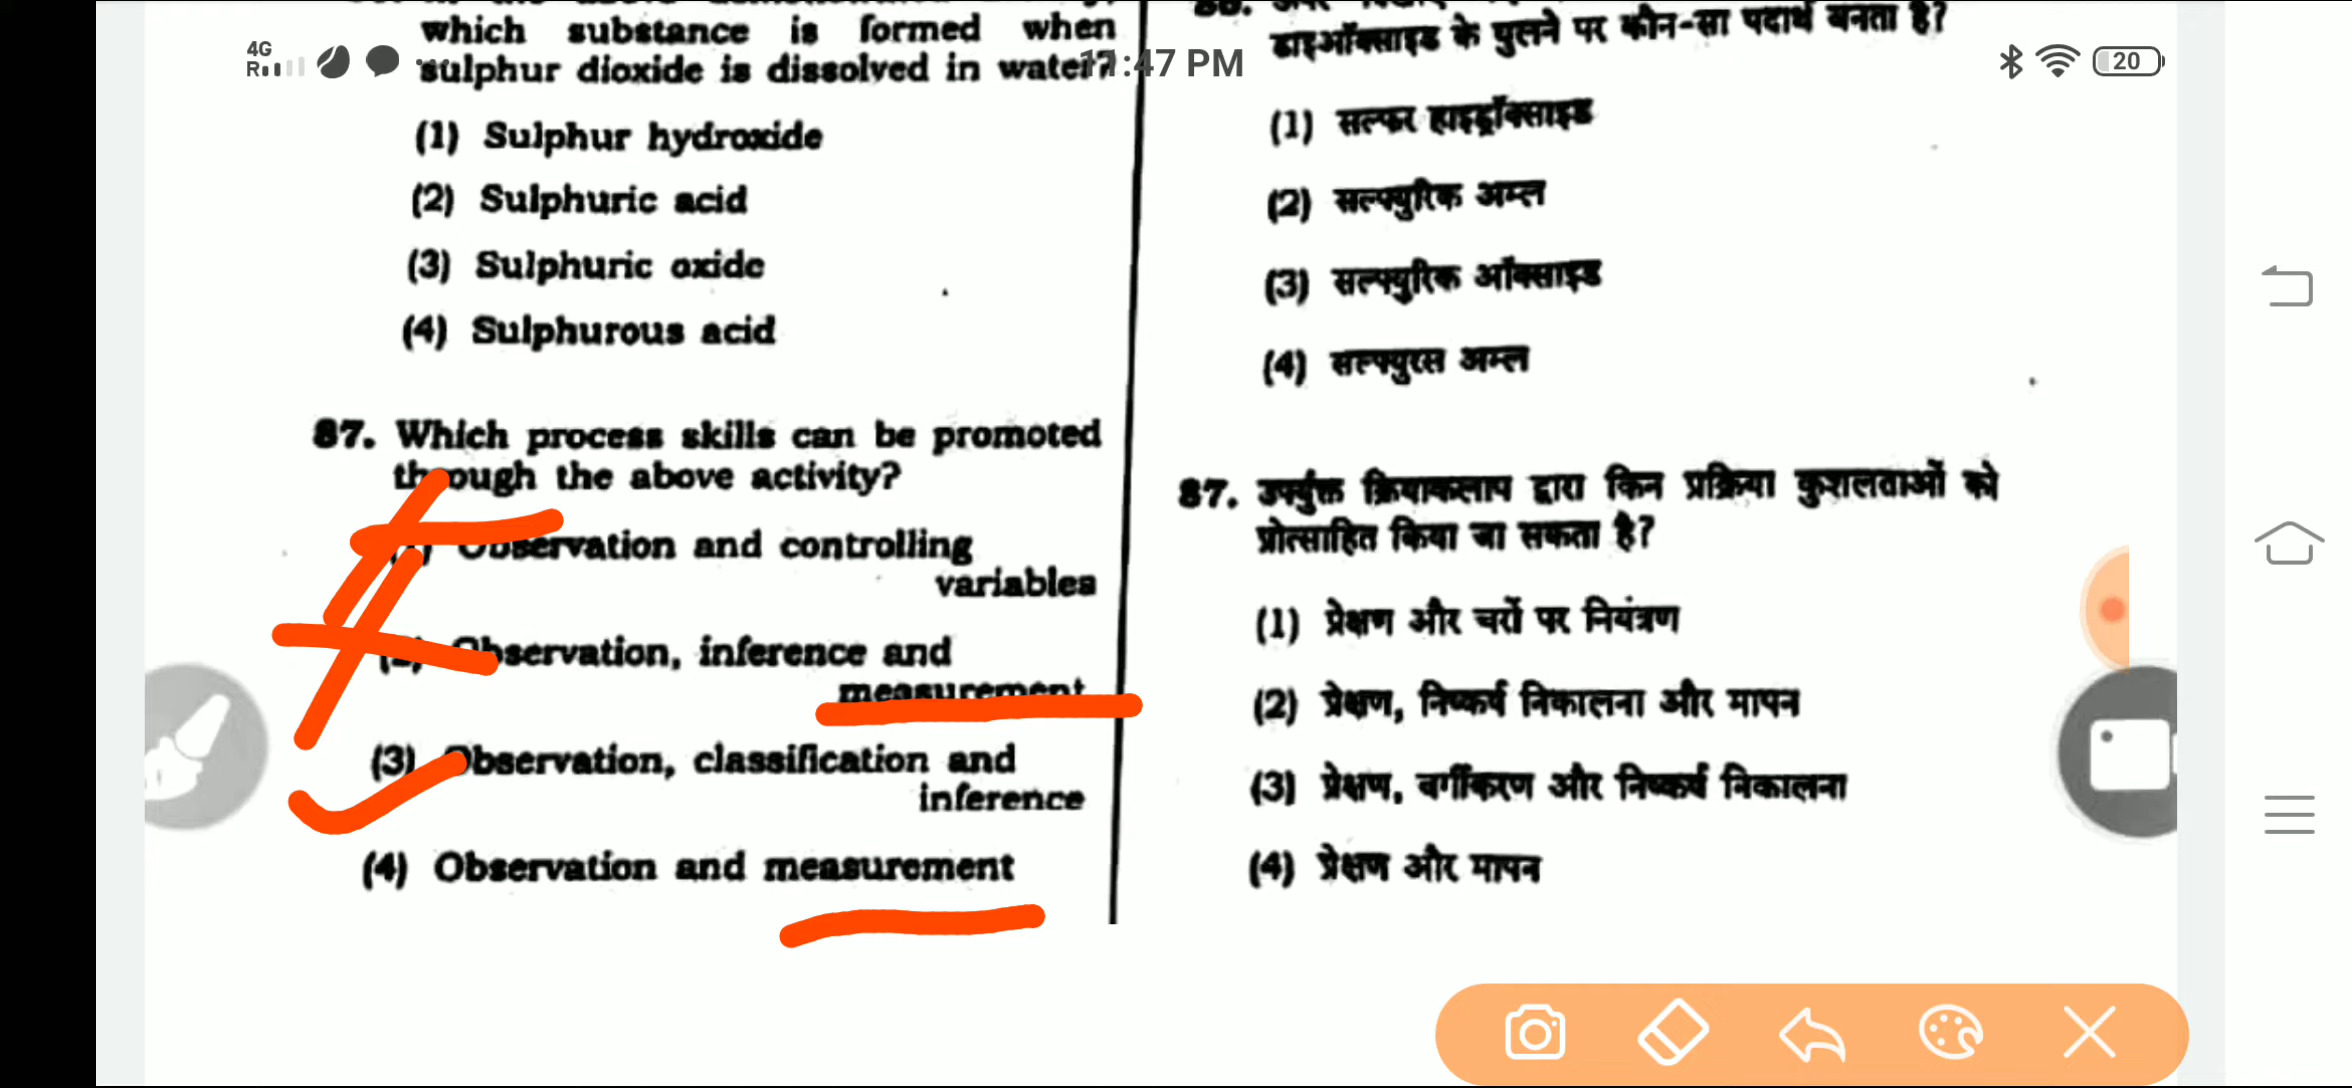 which substance is formed when
sulphur dioxide is dissolved in water?
(1) Sulphur hydroxide
(2) Sulphuric acid
(3) Sulphuric oxide
(4) Sulphurous acid
87. Which process skills can be promoted
through the above activity?
(1) Observation and controlling
variables
(2) Observation, inference and
measurement
(3) Observation, classification and
inference
(4) Observation and measurement
4G
R
11:47 PM
20
डाइऑक्साइड के घुलने पर कौन-सा पदार्थ बनता है?
(1) सल्फर हाइड्रॉक्साइड
(2) सल्फ्युरिक अम्ल
(3) सल्फ्युरिक ऑक्साइड
(4) सल्फ्युरस अम्ल
87. उपर्युक्त क्रियाकलाप द्वारा किन प्रक्रिया कुशलताओं को
प्रोत्साहित किया जा सकता है?
(1) प्रेक्षण और चरों पर नियंत्रण
(2) प्रेक्षण, निष्कर्ष निकालना और मापन
(3) प्रेक्षण, वर्गीकरण और निष्कर्ष निकालना
(4) प्रेक्षण और मापन